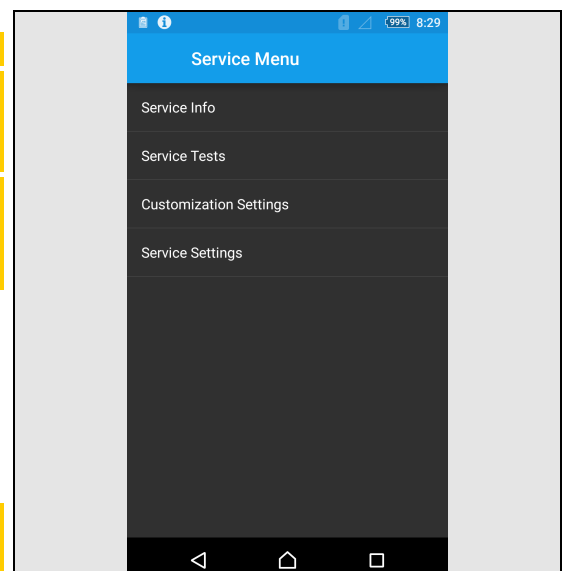 99% 8:29
Service Menu
Service Info
Service Tests
Customization Settings
Service Settings